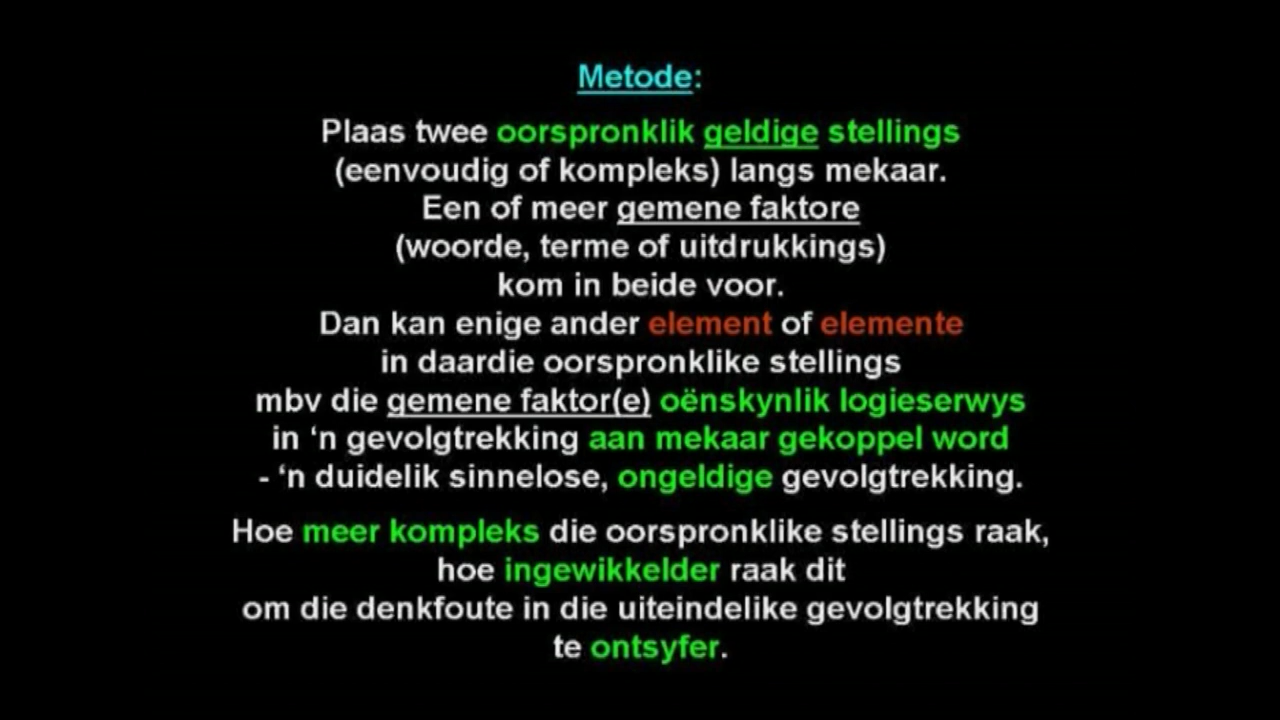 Metode:
Plaas twee oorspronklik geldige stellings
(eenvoudig of kompleks) langs mekaar.
Een of meer gemene faktore
(woorde, terme of uitdrukkings)
kom in beide voor.
Dan kan enige ander element of elemente
in daardie oorspronklike stellings
mbv die gemene faktor(e) oënskynlik logieserwys
in ‘n gevolgtrekking aan mekaar gekoppel word
- ‘n duidelik sinnelose, ongeldige gevolgtrekking.
Hoe meer kompleks die oorspronklike stellings raak,
hoe ingewikkelder raak dit
om die denkfoute in die uiteindelike gevolgtrekking
te ontsyfer.